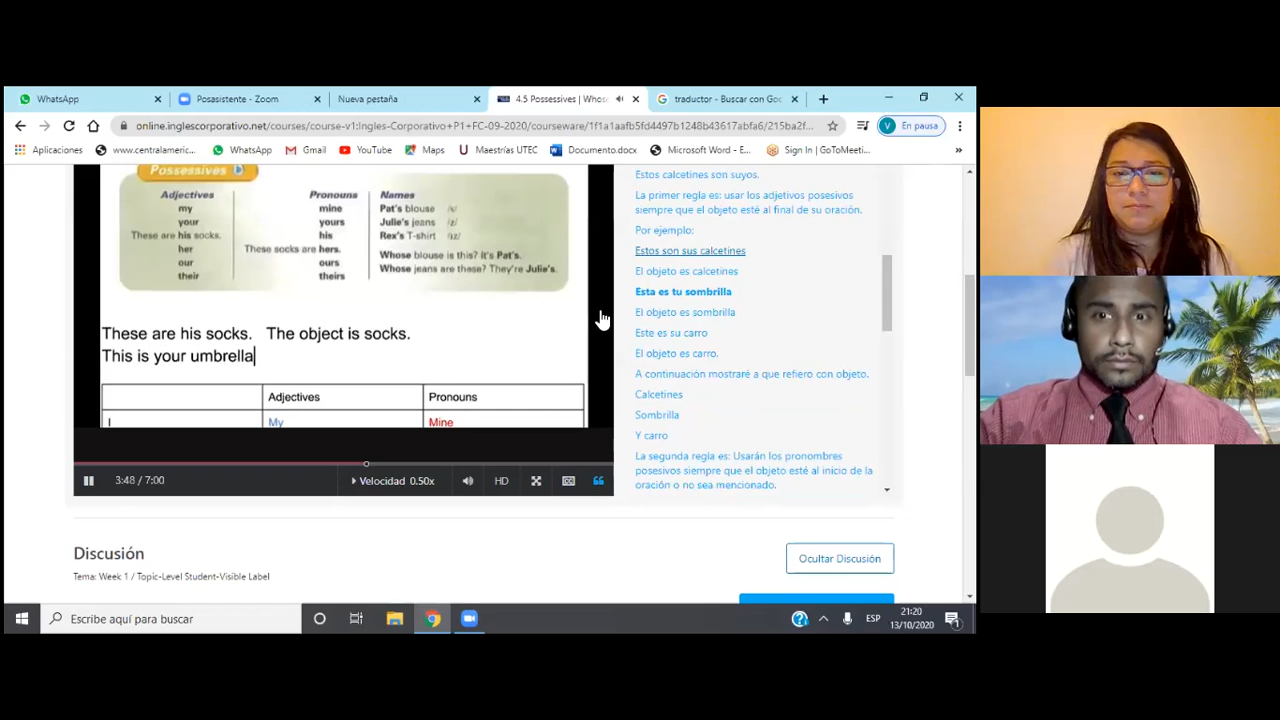 WhatsApp
Posasistente - Zoom
Nueva pestaña
4.5 Possessives | Whos
traductor - Buscar con Goo
online.inglescorporativo.net/courses/course-v1:Ingles-Corporativo+P1+FC-09-2020/courseware/1f1a1aafb5fd4497b1248b43617abfa6/215ba2f...
En pausa
Aplicaciones
www.centralameric...
WhatsApp
Gmail
YouTube
Maps
Maestrías UTEC
Documento.docx
Microsoft Word - E...
Sign In | GoToMeeti...
»
Possessives
Adjectives Pronouns Names
my mine Pat's blouse /s/
your yours Julie's jeans /z/
These are his socks. his Rex's T-shirt /ɪz/
her These socks are hers.
our ours Whose blouse is this? It's Pat's.
their theirs Whose jeans are these? They're Julie's.
These are his socks. The object is socks.
This is your umbrella
Adjectives Pronouns
I My Mine
3:48 / 7:00
Velocidad 0.50x
HD
Estos calcetines son suyos.
La primer regla es: usar los adjetivos posesivos
siempre que el objeto esté al final de su oración.
Por ejemplo:
Estos son sus calcetines
El objeto es calcetines
Esta es tu sombrilla
El objeto es sombrilla
Este es su carro
El objeto es carro.
A continuación mostraré a que refiero con objeto.
Calcetines
Sombrilla
Y carro
La segunda regla es: Usarán los pronombres
posesivos siempre que el objeto esté al inicio de la
oración o no sea mencionado.
Discusión
Tema: Week 1 / Topic-Level Student-Visible Label
Ocultar Discusión
Escribe aquí para buscar
ESP
21:20
13/10/2020
1